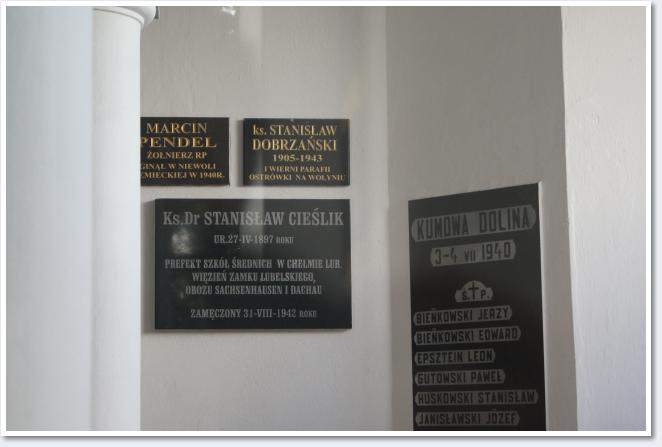 MARCIN
PENDEL
ŻOŁNIERZ RP
GINĄŁ W NIEWOLI
EMIECKIEJ W 1940R.
ks. STANISŁAW
DOBRZAŃSKI
1905-1943
I WIERNI PARAFII
OSTRÓWKI NA WOŁYNIU
Ks.Dr STANISŁAW CIEŚLIK
UR.27-IV-1897 ROKU
PREFEKT SZKÓŁ ŚREDNICH W CHEŁMIE LUB.
WIĘZIEŃ ZAMKU LUBELSKIEGO,
OBOZU SACHSENHAUSEN I DACHAU
ZAMĘCZONY 31-VIII-1942 ROKU
KUMOWA DOLINA
3-4 VII 1940
Ś.P.
BIEŃKOWSKI JERZY
BIEŃKOWSKI EDWARD
EPSZTEIN LEON
GUTOWSKI PAWEŁ
HUSKOWSKI STANISŁAW
JANISŁAWSKI JÓZEF